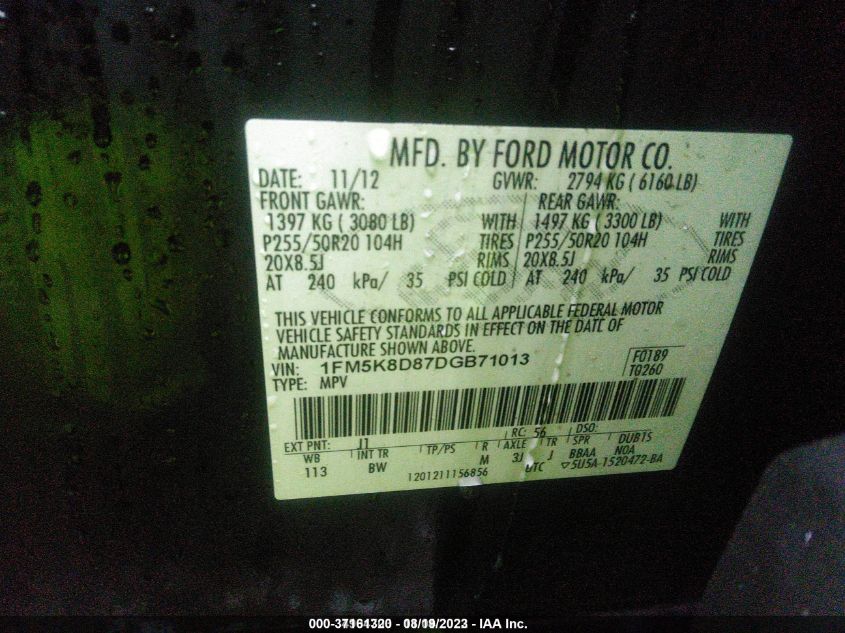 MFD. BY FORD MOTOR CO.
DATE: 11/12 GVWR: 2794 KG ( 6160 LB)
FRONT GAWR: REAR GAWR:
1397 KG ( 3080 LB) WITH 1497 KG ( 3300 LB) WITH
P255/50R20 104H TIRES P255/50R20 104H TIRES
20X8.5J RIMS 20X8.5J RIMS
AT 240 kPa/ 35 PSI COLD AT 240 kPa/ 35 PSI COLD
THIS VEHICLE CONFORMS TO ALL APPLICABLE FEDERAL MOTOR
VEHICLE SAFETY STANDARDS IN EFFECT ON THE DATE OF
MANUFACTURE SHOWN ABOVE.
VIN: 1FM5K8D87DGB71013 F0189
TYPE: MPV T0260
EXT PNT: J1 RC: 56 DSO:
WB INT TR TP/PS R AXLE TR SPR DUB1S
113 BW M 3J J BBAA NOA
1201211156856 UTC 5U5A-1520472-BA
000-37161320 - 08/09/2023 - IAA Inc.